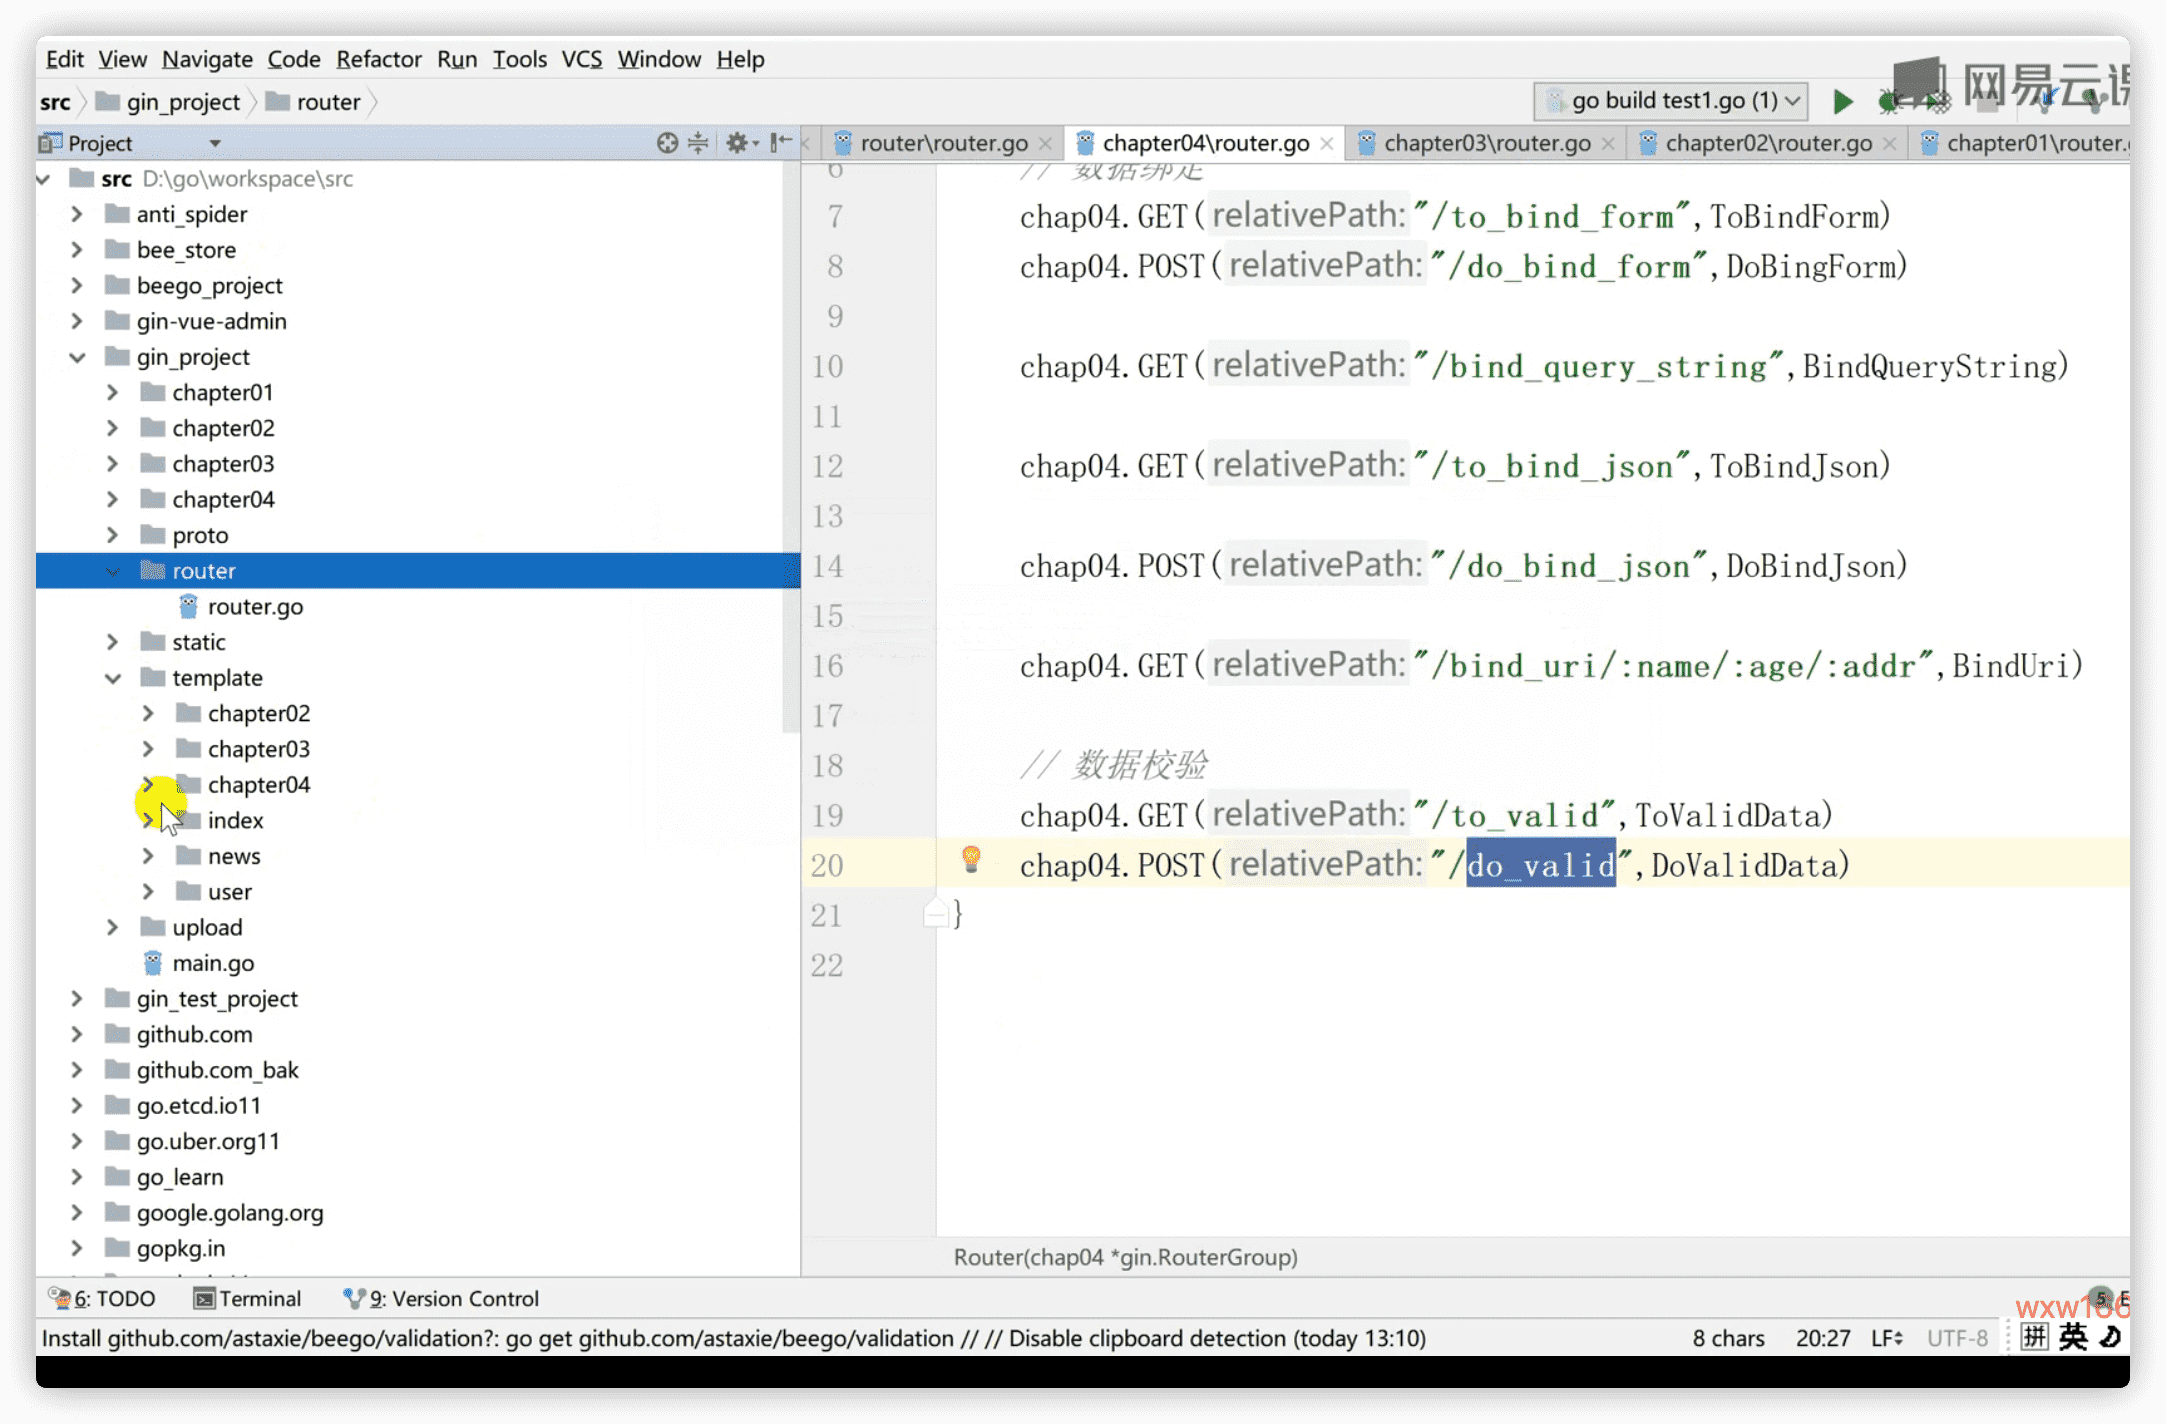 Edit View Navigate Code Refactor Run Tools VCS Window Help
src gin_project router
go build test1.go (1)
网易云课
Project
router\router.go
chapter04\router.go
chapter03\router.go
chapter02\router.go
chapter01\router.
src D:\go\workspace\src
anti_spider
bee_store
beego_project
gin-vue-admin
gin_project
chapter01
chapter02
chapter03
chapter04
proto
router
router.go
static
template
chapter02
chapter03
chapter04
index
news
user
upload
main.go
gin_test_project
github.com
github.com_bak
go.etcd.io11
go.uber.org11
go_learn
google.golang.org
gopkg.in
6 // 数据绑定
7 chap04.GET( relativePath: "/to_bind_form",ToBindForm)
8 chap04.POST( relativePath: "/do_bind_form",DoBingForm)
9
10 chap04.GET( relativePath: "/bind_query_string",BindQueryString)
11
12 chap04.GET( relativePath: "/to_bind_json",ToBindJson)
13
14 chap04.POST( relativePath: "/do_bind_json",DoBindJson)
15
16 chap04.GET( relativePath: "/bind_uri/:name/:age/:addr",BindUri)
17
18 // 数据校验
19 chap04.GET( relativePath: "/to_valid",ToValidData)
20 chap04.POST( relativePath: "/do_valid",DoValidData)
21 }
22
Router(chap04 *gin.RouterGroup)
6: TODO Terminal 9: Version Control
5 E
wxw166
Install github.com/astaxie/beego/validation?: go get github.com/astaxie/beego/validation // // Disable clipboard detection (today 13:10)
8 chars 20:27 LF UTF-8
拼 英